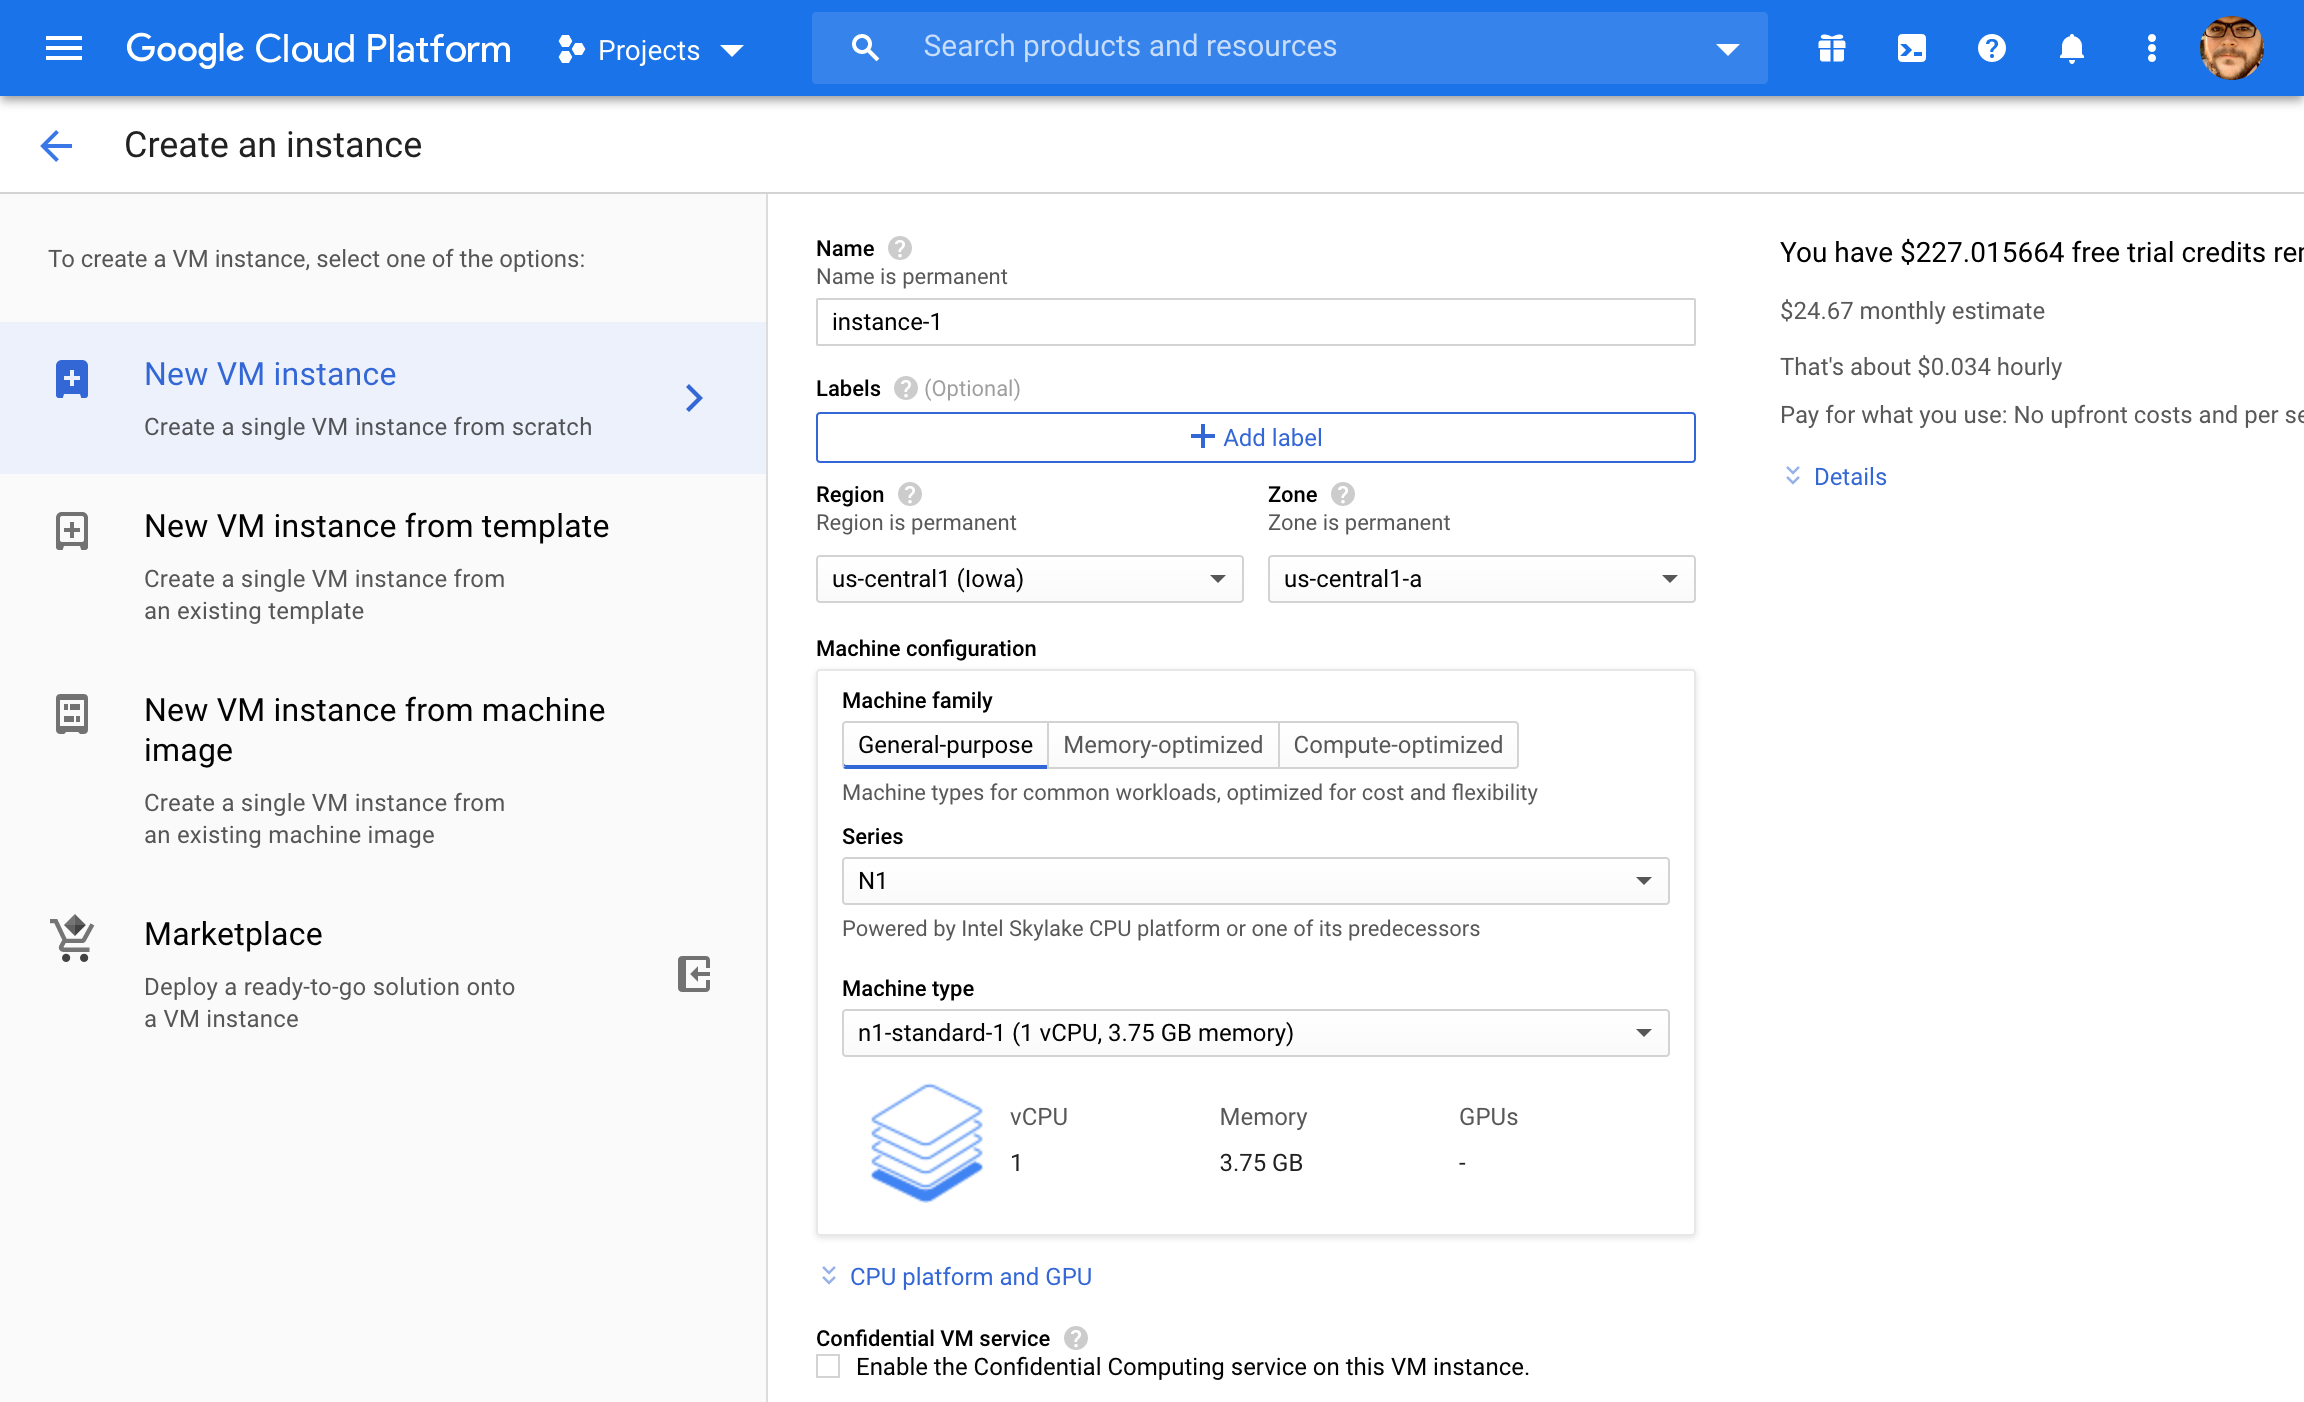 Google Cloud Platform
Projects
Search products and resources
Create an instance
To create a VM instance, select one of the options:
New VM instance
Create a single VM instance from scratch
New VM instance from template
Create a single VM instance from
an existing template
New VM instance from machine
image
Create a single VM instance from
an existing machine image
Marketplace
Deploy a ready-to-go solution onto
a VM instance
Name
Name is permanent
instance-1
Labels (Optional)
Add label
Region
Region is permanent
us-central1 (Iowa)
Zone
Zone is permanent
us-central1-a
Machine configuration
Machine family
General-purpose
Memory-optimized
Compute-optimized
Machine types for common workloads, optimized for cost and flexibility
Series
N1
Powered by Intel Skylake CPU platform or one of its predecessors
Machine type
n1-standard-1 (1 vCPU, 3.75 GB memory)
vCPU
1
Memory
3.75 GB
GPUs
-
CPU platform and GPU
Confidential VM service
Enable the Confidential Computing service on this VM instance.
You have $227.015664 free trial credits
$24.67 monthly estimate
That's about $0.034 hourly
Pay for what you use: No upfront costs and per
Details